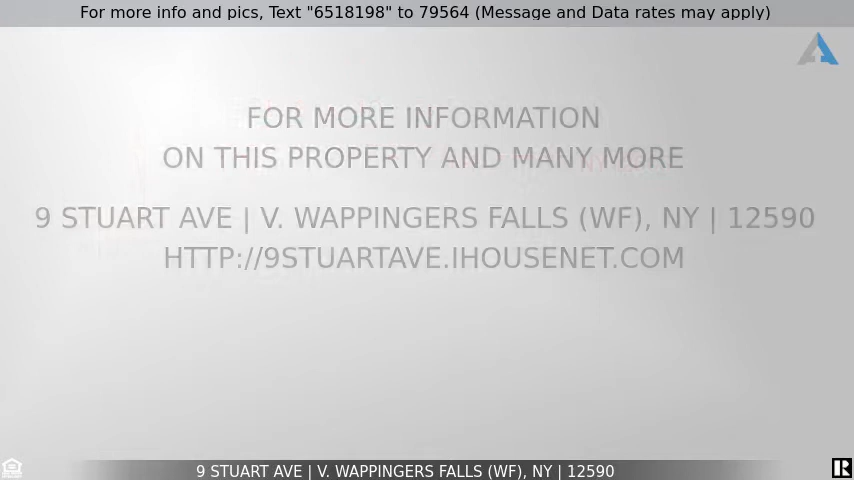 For more info and pics, Text "6518198" to 79564 (Message and Data rates may apply)
FOR MORE INFORMATION
ON THIS PROPERTY AND MANY MORE
9 STUART AVE | V. WAPPINGERS FALLS (WF), NY | 12590
HTTP://9STUARTAVE.IHOUSENET.COM
9 STUART AVE | V. WAPPINGERS FALLS (WF), NY | 12590